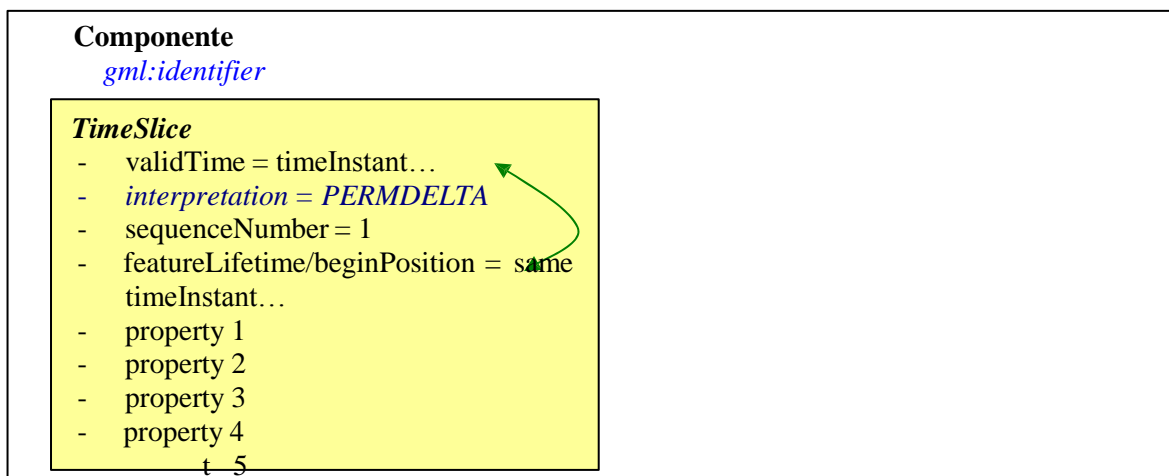 Componente
gml:identifier
TimeSlice
- validTime = timeInstant…
- interpretation = PERMDELTA
- sequenceNumber = 1
- featureLifetime/beginPosition = same
timeInstant…
- property 1
- property 2
- property 3
- property 4
t 5